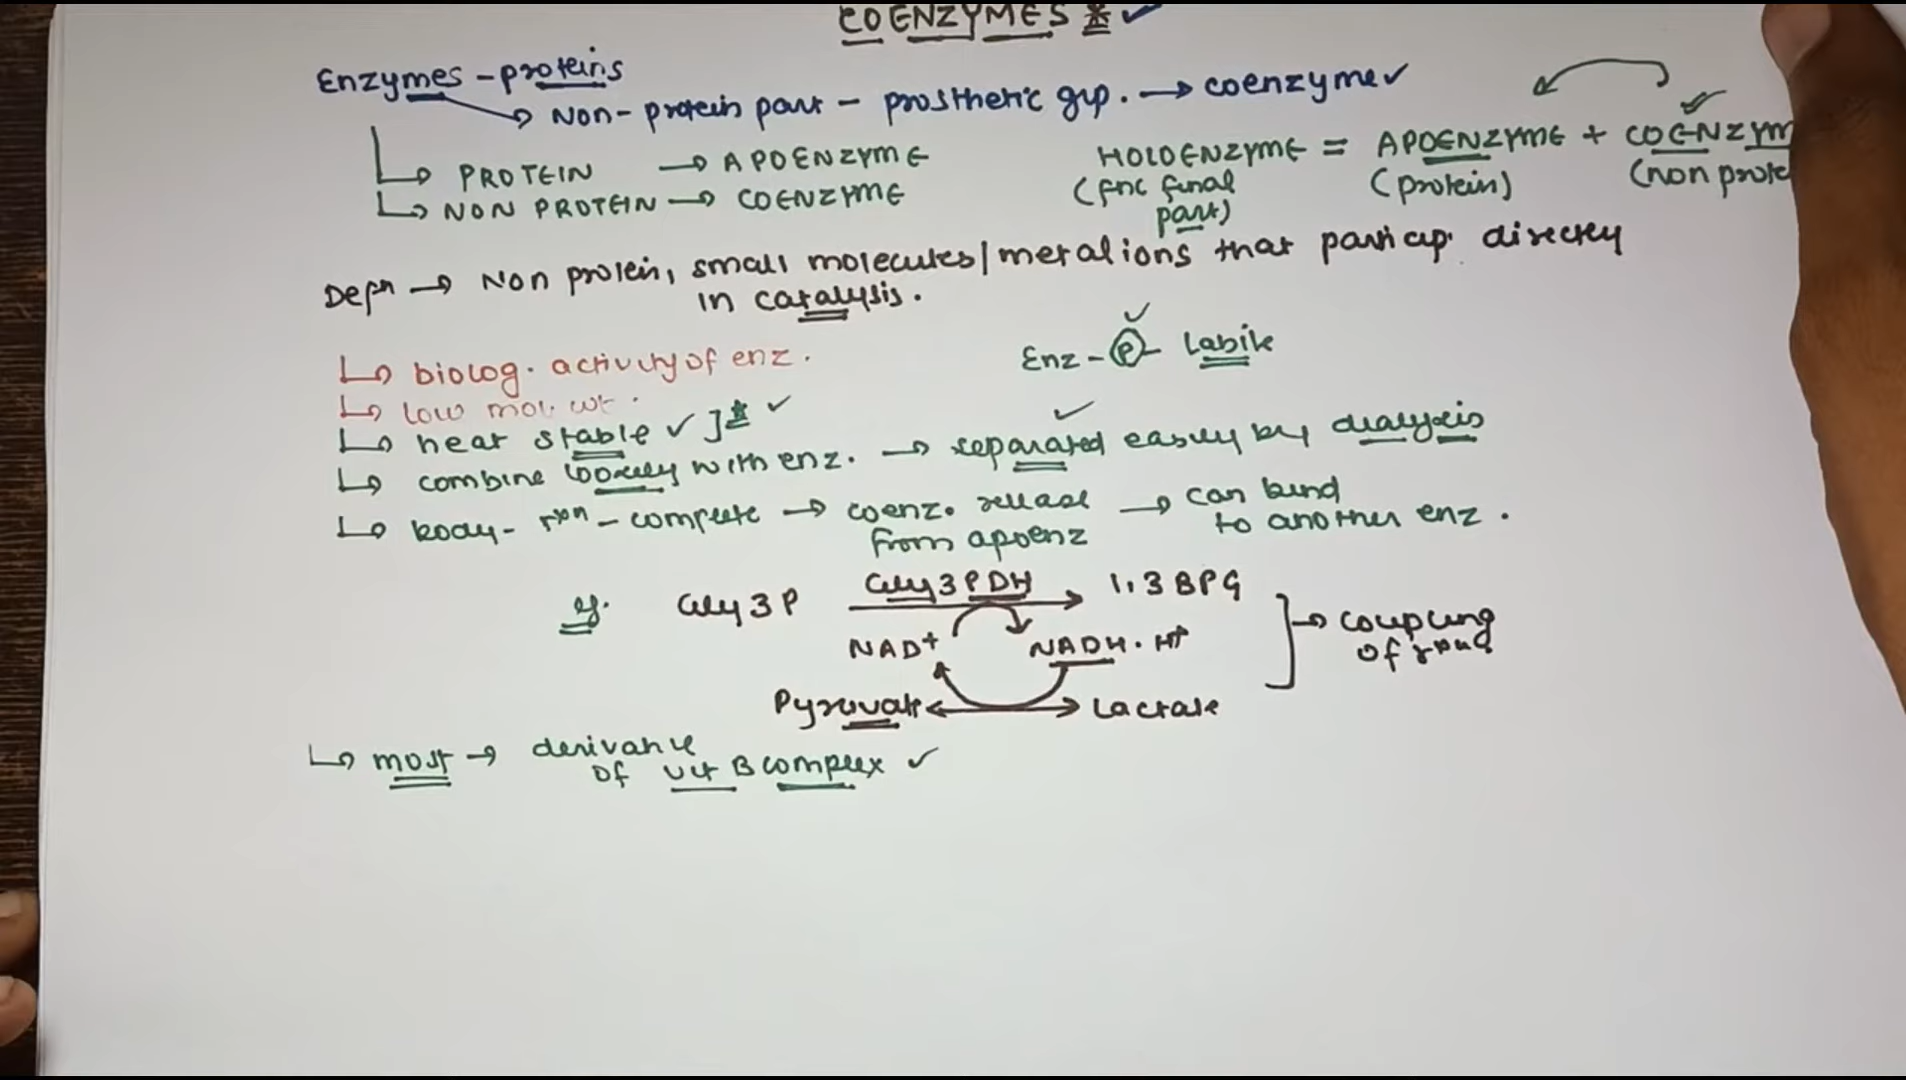 COENZYMES
Enzymes - proteins
Non-protein part - prosthetic grp. → coenzyme ✓
PROTEIN → APOENZYME
NON PROTEIN → COENZYME
HOLOENZYME = APOENZYME + COENZYM
(fnc final part) (protein) (non prote
Defn → Non protein, small molecules/metal ions that particip. directly
in catalysis.
↳ biolog. activity of enz.
Enz - P - Labile
↳ low mol. wt.
↳ heat stable ✓
↳ combine loosely with enz. → separated easily by dialysis
↳ body - rxn - complete → coenz. release from apoenz → can bind to another enz.
eg. Gly 3 P Gly 3 PDH 1,3 BPG
NAD+ NADH.H+
Pyruvate Lactate
coupling
of rxns
↳ most → derivative
of vit B complex ✓